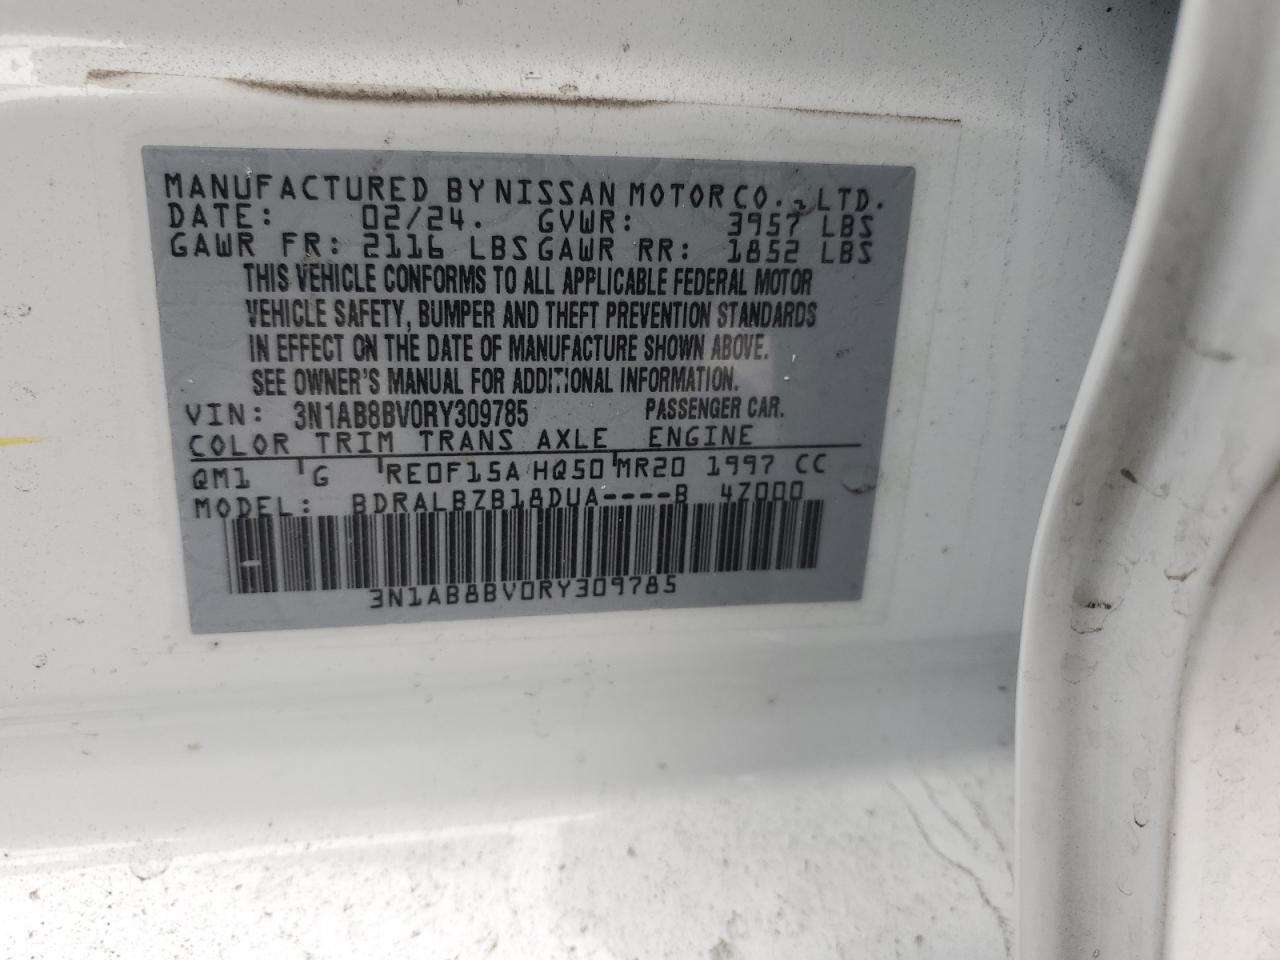 MANUFACTURED BY NISSAN MOTOR CO., LTD.
DATE: 02/24. GVWR: 3957 LBS
GAWR FR: 2116 LBS GAWR RR: 1852 LBS
THIS VEHICLE CONFORMS TO ALL APPLICABLE FEDERAL MOTOR
VEHICLE SAFETY, BUMPER AND THEFT PREVENTION STANDARDS
IN EFFECT ON THE DATE OF MANUFACTURE SHOWN ABOVE.
SEE OWNER'S MANUAL FOR ADDITIONAL INFORMATION.
VIN: 3N1AB8BV0RY309785 PASSENGER CAR.
COLOR TRIM TRANS AXLE ENGINE
QM1 G RE0F15A HQ50 MR20 1997 CC
MODEL: BDRALBZB18DUA----B 47000
3N1AB8BV0RY309785